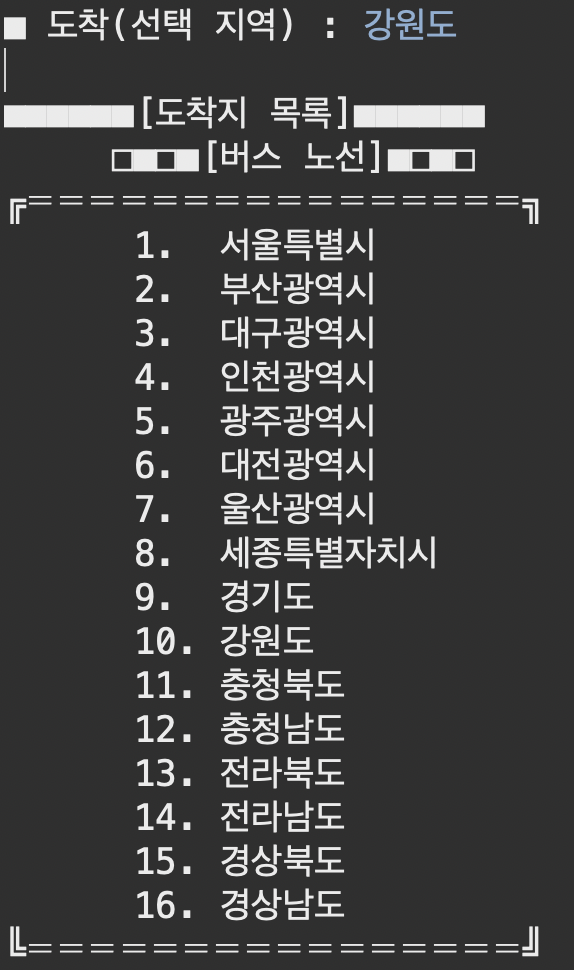 ■ 도착(선택 지역) : 강원도
■■■■■■[도착지 목록]■■■■■■
□■□■[버스 노선]■□■□
╔================╗
1. 서울특별시
2. 부산광역시
3. 대구광역시
4. 인천광역시
5. 광주광역시
6. 대전광역시
7. 울산광역시
8. 세종특별자치시
9. 경기도
10. 강원도
11. 충청북도
12. 충청남도
13. 전라북도
14. 전라남도
15. 경상북도
16. 경상남도
╚================╝